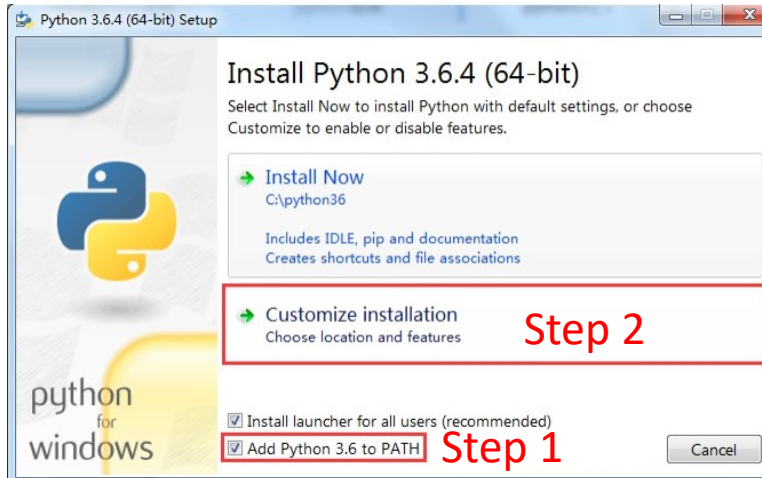 Python 3.6.4 (64-bit) Setup
Install Python 3.6.4 (64-bit)
Select Install Now to install Python with default settings, or choose
Customize to enable or disable features.
Install Now
C:\python36
Includes IDLE, pip and documentation
Creates shortcuts and file associations
Customize installation
Choose location and features
Step 2
python
for
windows
Install launcher for all users (recommended)
Add Python 3.6 to PATH
Step 1
Cancel